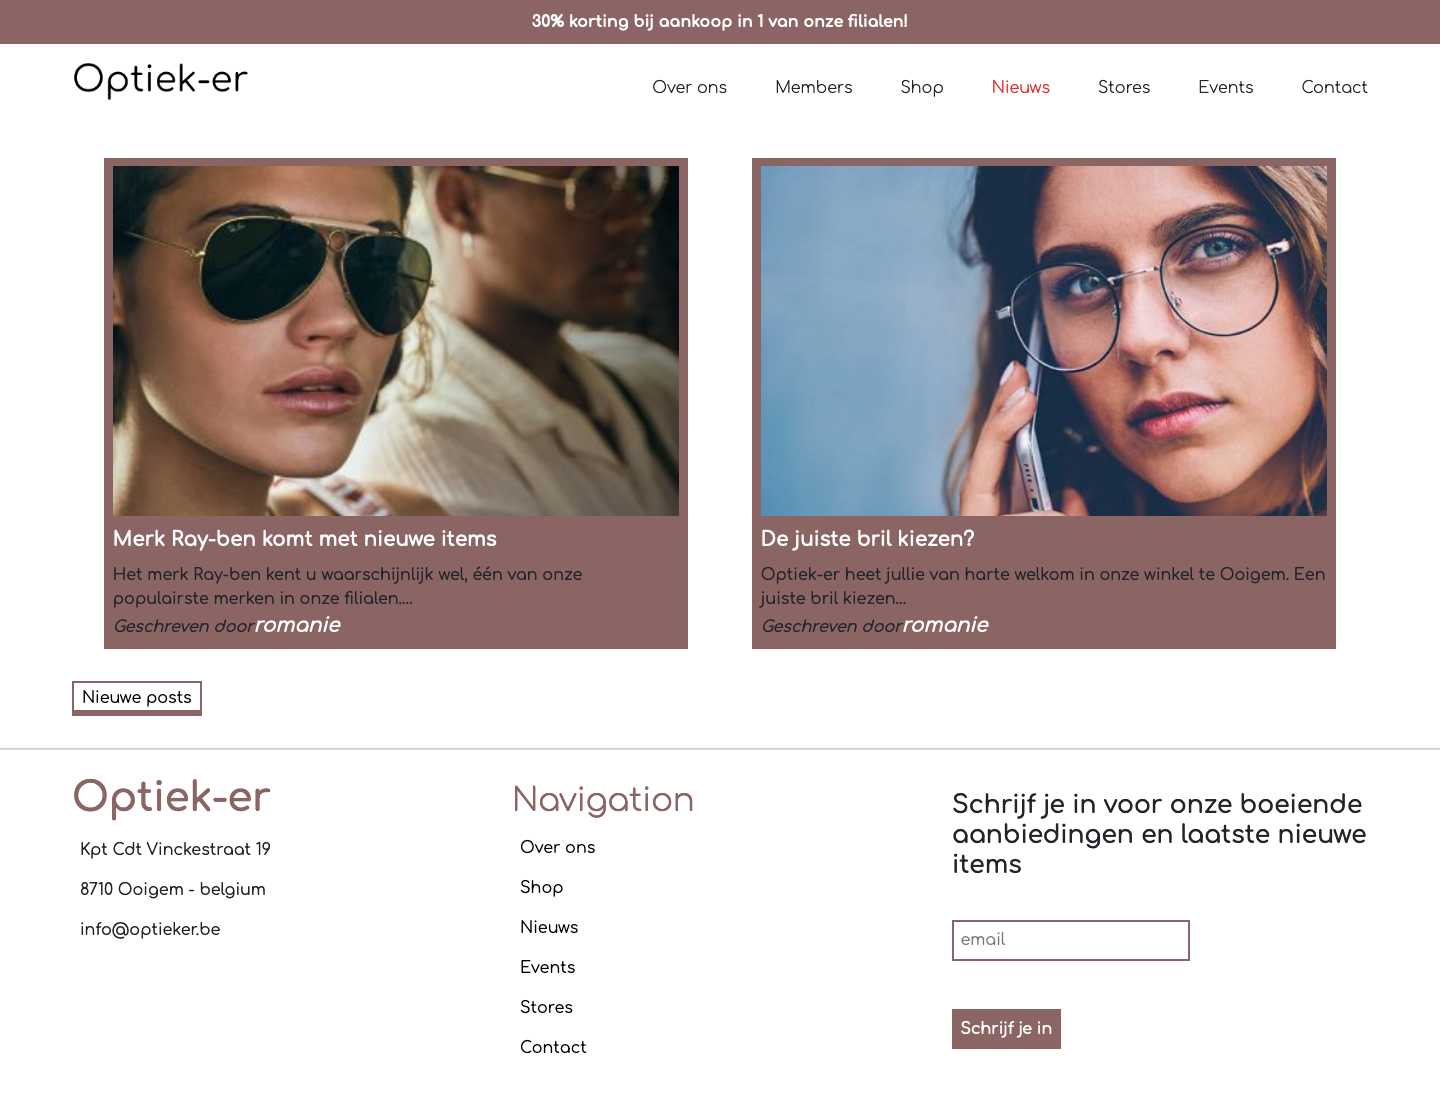 30% korting bij aankoop in 1 van onze filialen!
Optiek-er
Over ons
Members
Shop
Nieuws
Stores
Events
Contact
Merk Ray-ben komt met nieuwe items
Het merk Ray-ben kent u waarschijnlijk wel, één van onze
populairste merken in onze filialen....
Geschreven doorromanie
De juiste bril kiezen?
Optiek-er heet jullie van harte welkom in onze winkel te Ooigem. Een
juiste bril kiezen...
Geschreven doorromanie
Nieuwe posts
Optiek-er
Kpt Cdt Vinckestraat 19
8710 Ooigem - belgium
info@optieker.be
Navigation
Over ons
Shop
Nieuws
Events
Stores
Contact
Schrijf je in voor onze boeiende
aanbiedingen en laatste nieuwe
items
email
Schrijf je in